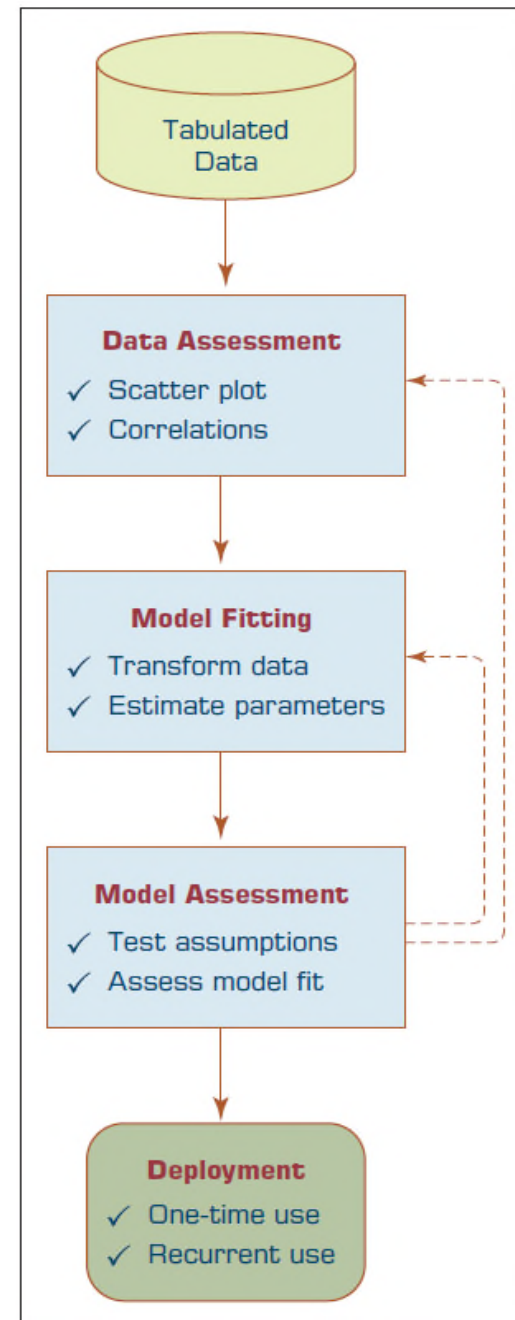 Tabulated
Data
Data Assessment
✓ Scatter plot
✓ Correlations
Model Fitting
✓ Transform data
✓ Estimate parameters
Model Assessment
✓ Test assumptions
✓ Assess model fit
Deployment
✓ One-time use
✓ Recurrent use